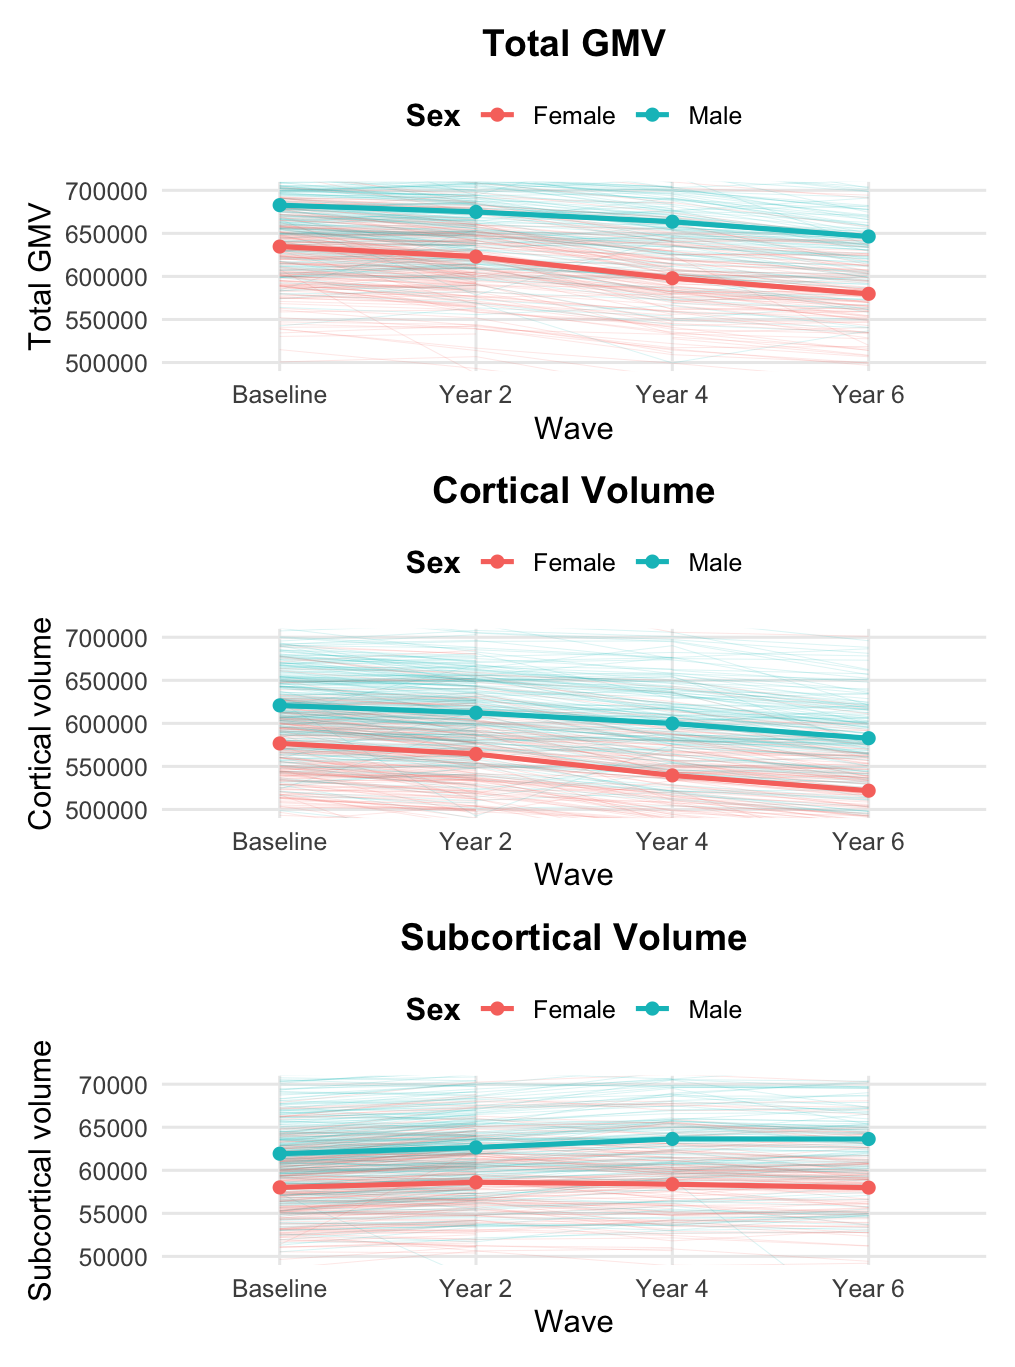 Total GMV
Sex Female Male
Total GMV
700000
650000
600000
550000
500000
Baseline Year 2 Year 4 Year 6
Wave
Cortical Volume
Sex Female Male
Cortical volume
700000
650000
600000
550000
500000
Baseline Year 2 Year 4 Year 6
Wave
Subcortical Volume
Sex Female Male
Subcortical volume
70000
65000
60000
55000
50000
Baseline Year 2 Year 4 Year 6
Wave